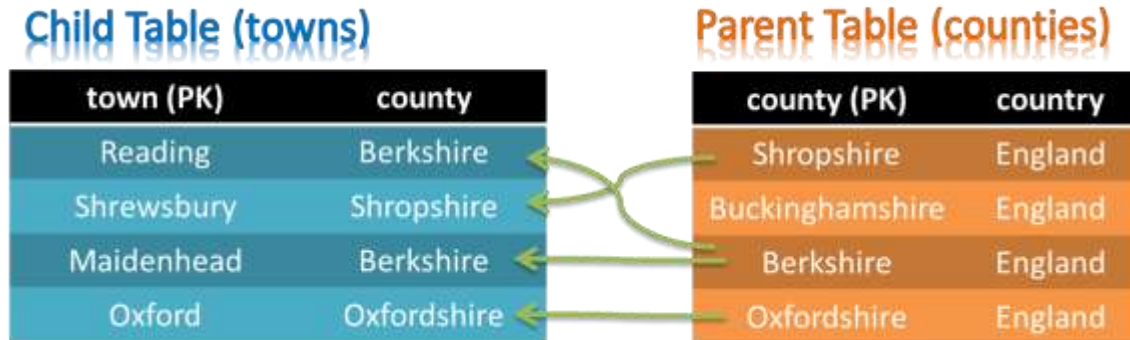 Child Table (towns)
Parent Table (counties)
town (PK) county
Reading Berkshire
Shrewsbury Shropshire
Maidenhead Berkshire
Oxford Oxfordshire
county (PK) country
Shropshire England
Buckinghamshire England
Berkshire England
Oxfordshire England